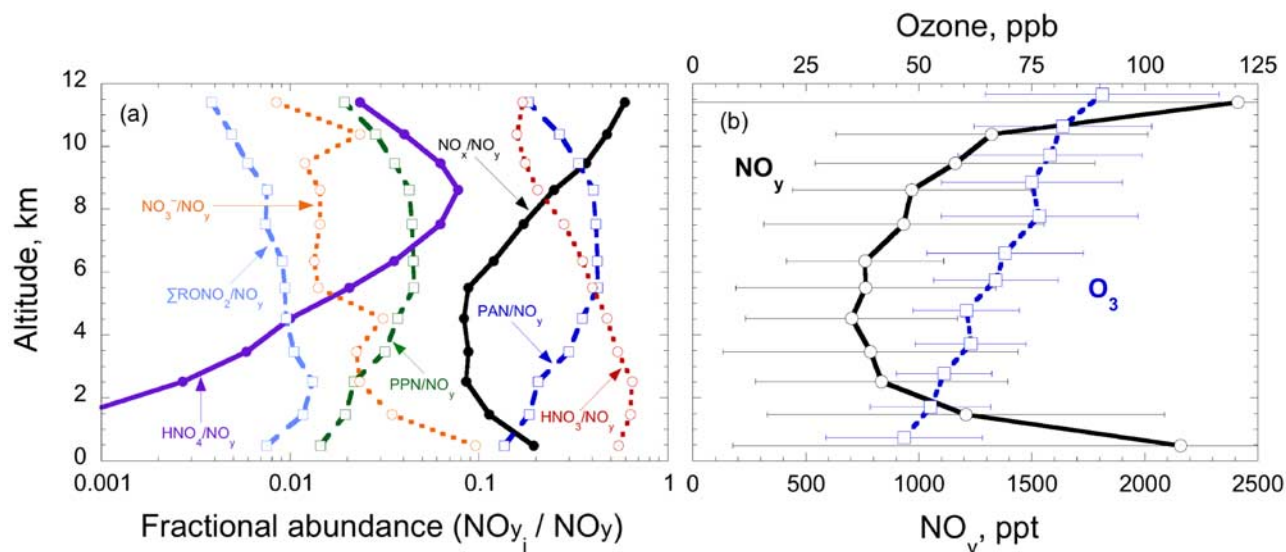 Ozone, ppb
0 25 50 75 100 125
12
10
8
6
4
2
0
Altitude, km
(a)
NOx/NOy
NO3−/NOy
∑RONO2/NOy
PAN/NOy
PPN/NOy
HNO4/NOy
HNO3/NOy
0.001 0.01 0.1 1
Fractional abundance (NOyi / NOy)
(b)
NOy
O3
0 500 1000 1500 2000 2500
NOy, ppt